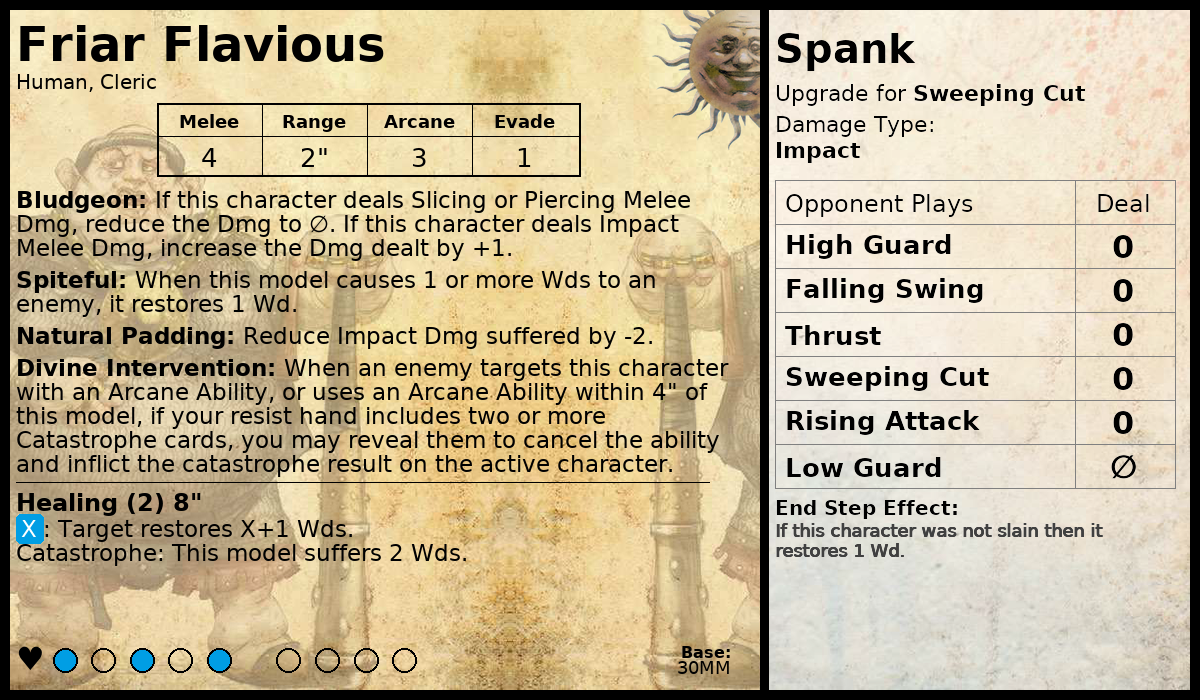 Friar Flavious
Human, Cleric
Melee Range Arcane Evade
4 2" 3 1
Bludgeon: If this character deals Slicing or Piercing Melee
Dmg, reduce the Dmg to ∅. If this character deals Impact
Melee Dmg, increase the Dmg dealt by +1.
Spiteful: When this model causes 1 or more Wds to an
enemy, it restores 1 Wd.
Natural Padding: Reduce Impact Dmg suffered by -2.
Divine Intervention: When an enemy targets this character
with an Arcane Ability, or uses an Arcane Ability within 4" of
this model, if your resist hand includes two or more
Catastrophe cards, you may reveal them to cancel the ability
and inflict the catastrophe result on the active character.
Healing (2) 8"
X: Target restores X+1 Wds.
Catastrophe: This model suffers 2 Wds.
Base:
30MM
Spank
Upgrade for Sweeping Cut
Damage Type:
Impact
Opponent Plays Deal
High Guard 0
Falling Swing 0
Thrust 0
Sweeping Cut 0
Rising Attack 0
Low Guard ∅
End Step Effect:
If this character was not slain then it
restores 1 Wd.